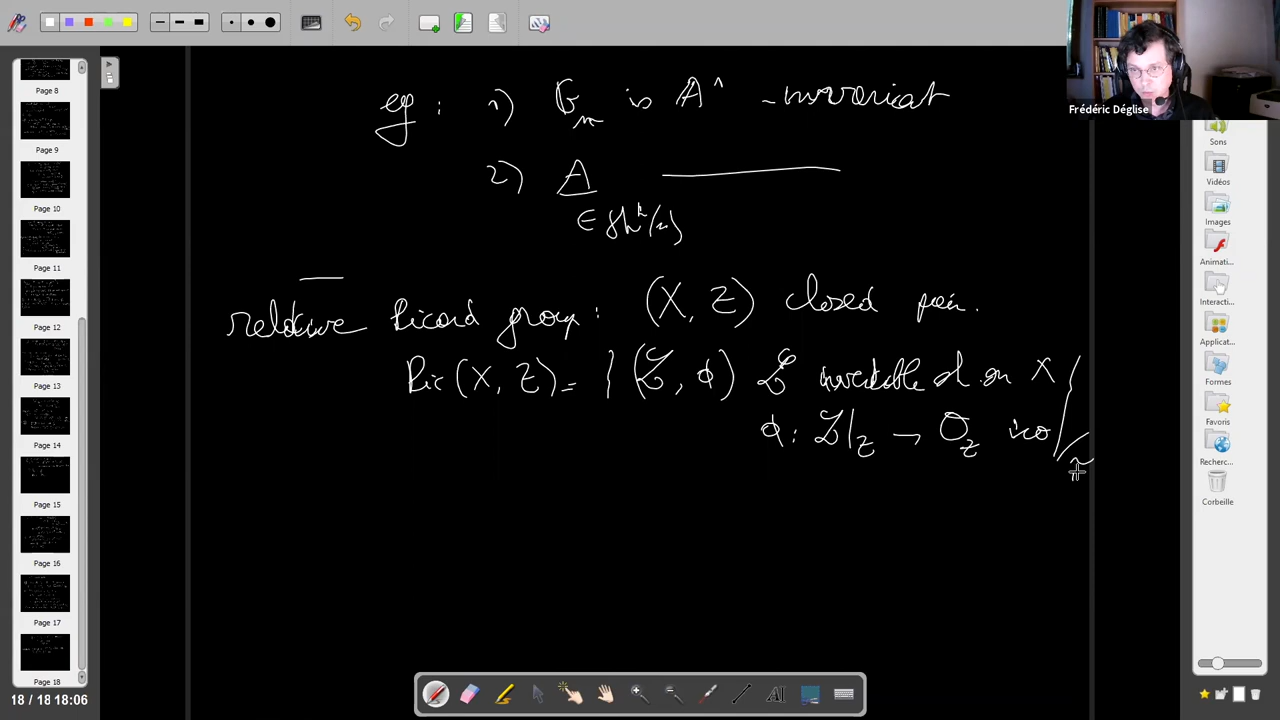 Frédéric Déglise
eg : 1) 𝔾_m is 𝔸¹ -invariant
2) A ————
∈ Sh^tr(k)
relative Picard group : (X, Z) closed pair.
Pic(X, Z) = { (ℒ, φ) ℒ invertible sh. on X }/~
φ : ℒ|_Z → O_Z iso
Page 8
Page 9
Page 10
Page 11
Page 12
Page 13
Page 14
Page 15
Page 16
Page 17
Page 18
18 / 18 18:06
Sons
Vidéos
Images
Animati...
Interacti...
Applicat...
Formes
Favoris
Recherc...
Corbeille